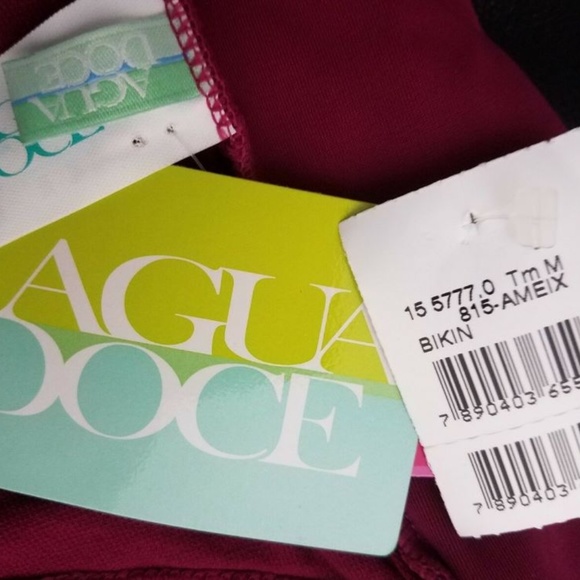 AGUA
DOCE
AGUA
DOCE
15 5777.0 Tm M
815-AMEIX
BIKIN
7 890403 655
7 890403